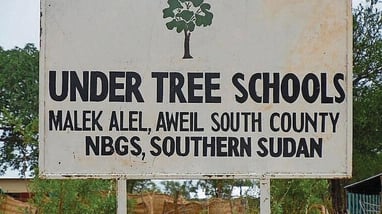 UNDER TREE SCHOOLS
MALEK ALEL, AWEIL SOUTH COUNTY
NBGS, SOUTHERN SUDAN